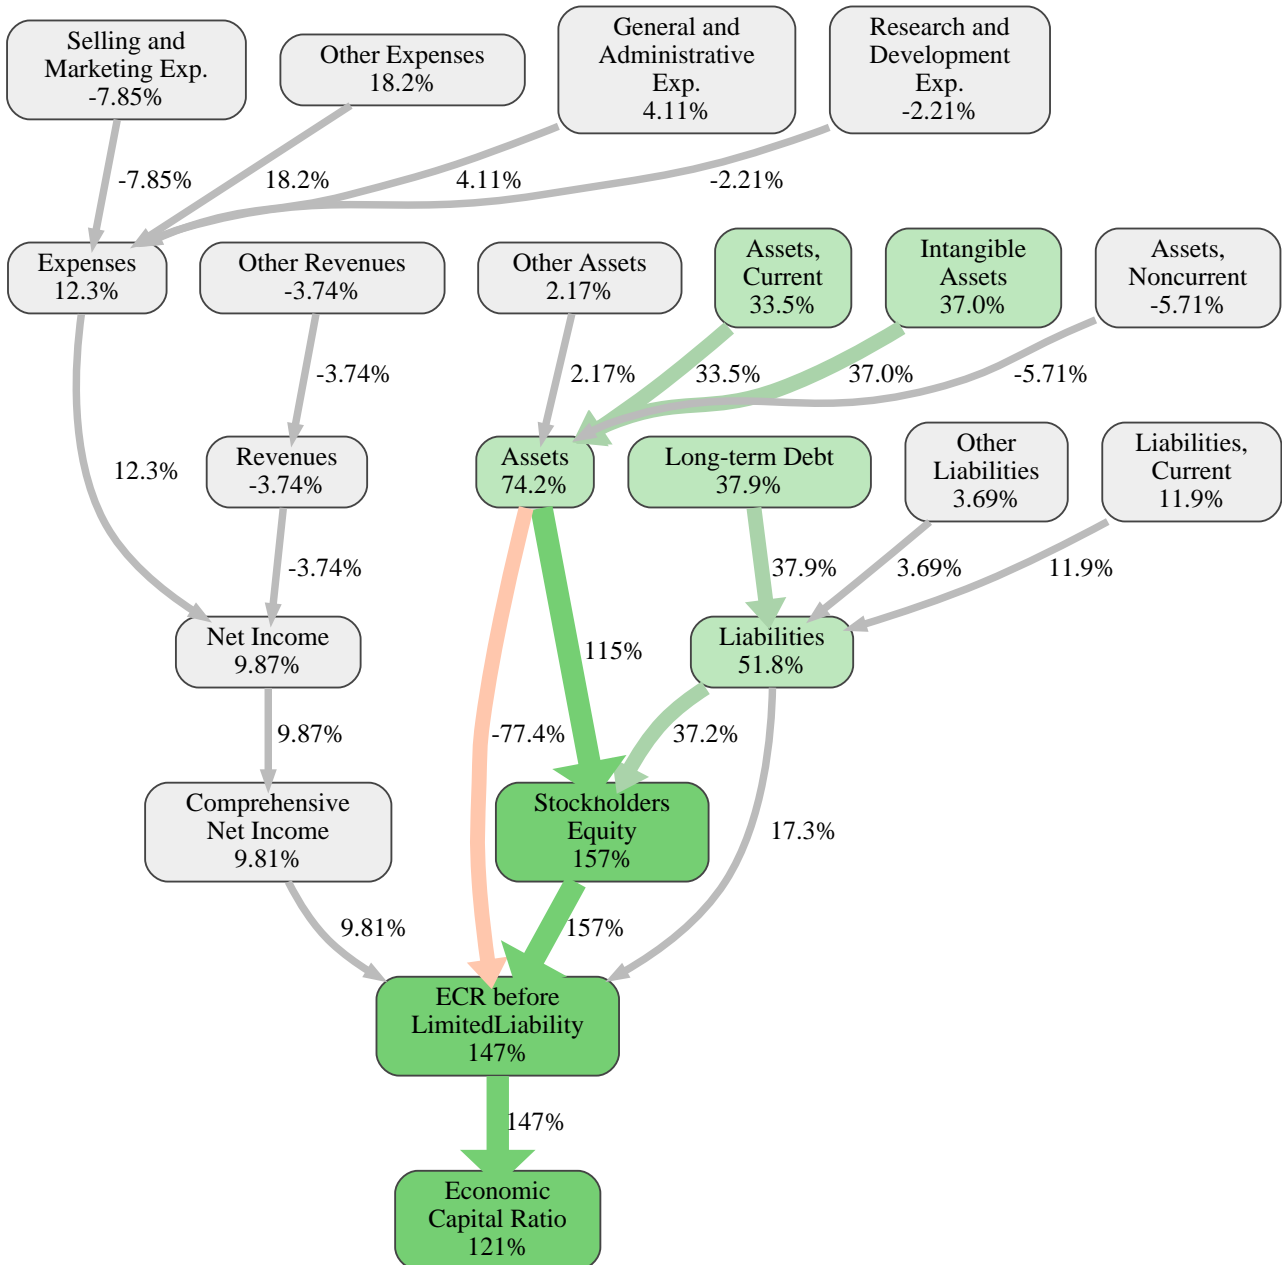 Selling and
Marketing Exp.
-7.85%
Other Expenses
18.2%
General and
Administrative
Exp.
4.11%
Research and
Development
Exp.
-2.21%
-7.85%
18.2%
4.11%
-2.21%
Expenses
12.3%
Other Revenues
-3.74%
Other Assets
2.17%
Assets,
Current
33.5%
Intangible
Assets
37.0%
Assets,
Noncurrent
-5.71%
-3.74%
2.17%
33.5%
37.0%
-5.71%
12.3%
Revenues
-3.74%
Assets
74.2%
Long-term Debt
37.9%
Other
Liabilities
3.69%
Liabilities,
Current
11.9%
-3.74%
37.9%
3.69%
11.9%
Net Income
9.87%
115%
Liabilities
51.8%
9.87%
-77.4%
37.2%
Comprehensive
Net Income
9.81%
Stockholders
Equity
157%
17.3%
9.81%
157%
ECR before
LimitedLiability
147%
147%
Economic
Capital Ratio
121%